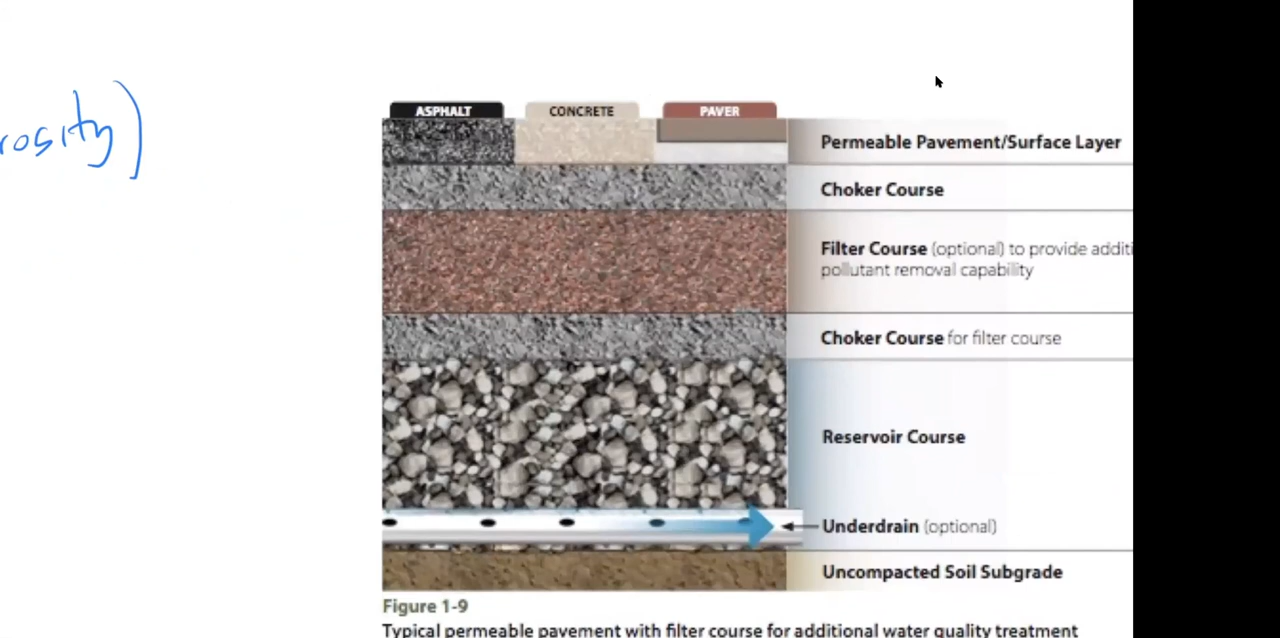 rosity)
ASPHALT CONCRETE PAVER
Permeable Pavement/Surface Layer
Choker Course
Filter Course (optional) to provide additi
pollutant removal capability
Choker Course for filter course
Reservoir Course
Underdrain (optional)
Uncompacted Soil Subgrade
Figure 1-9
Typical permeable pavement with filter course for additional water quality treatment